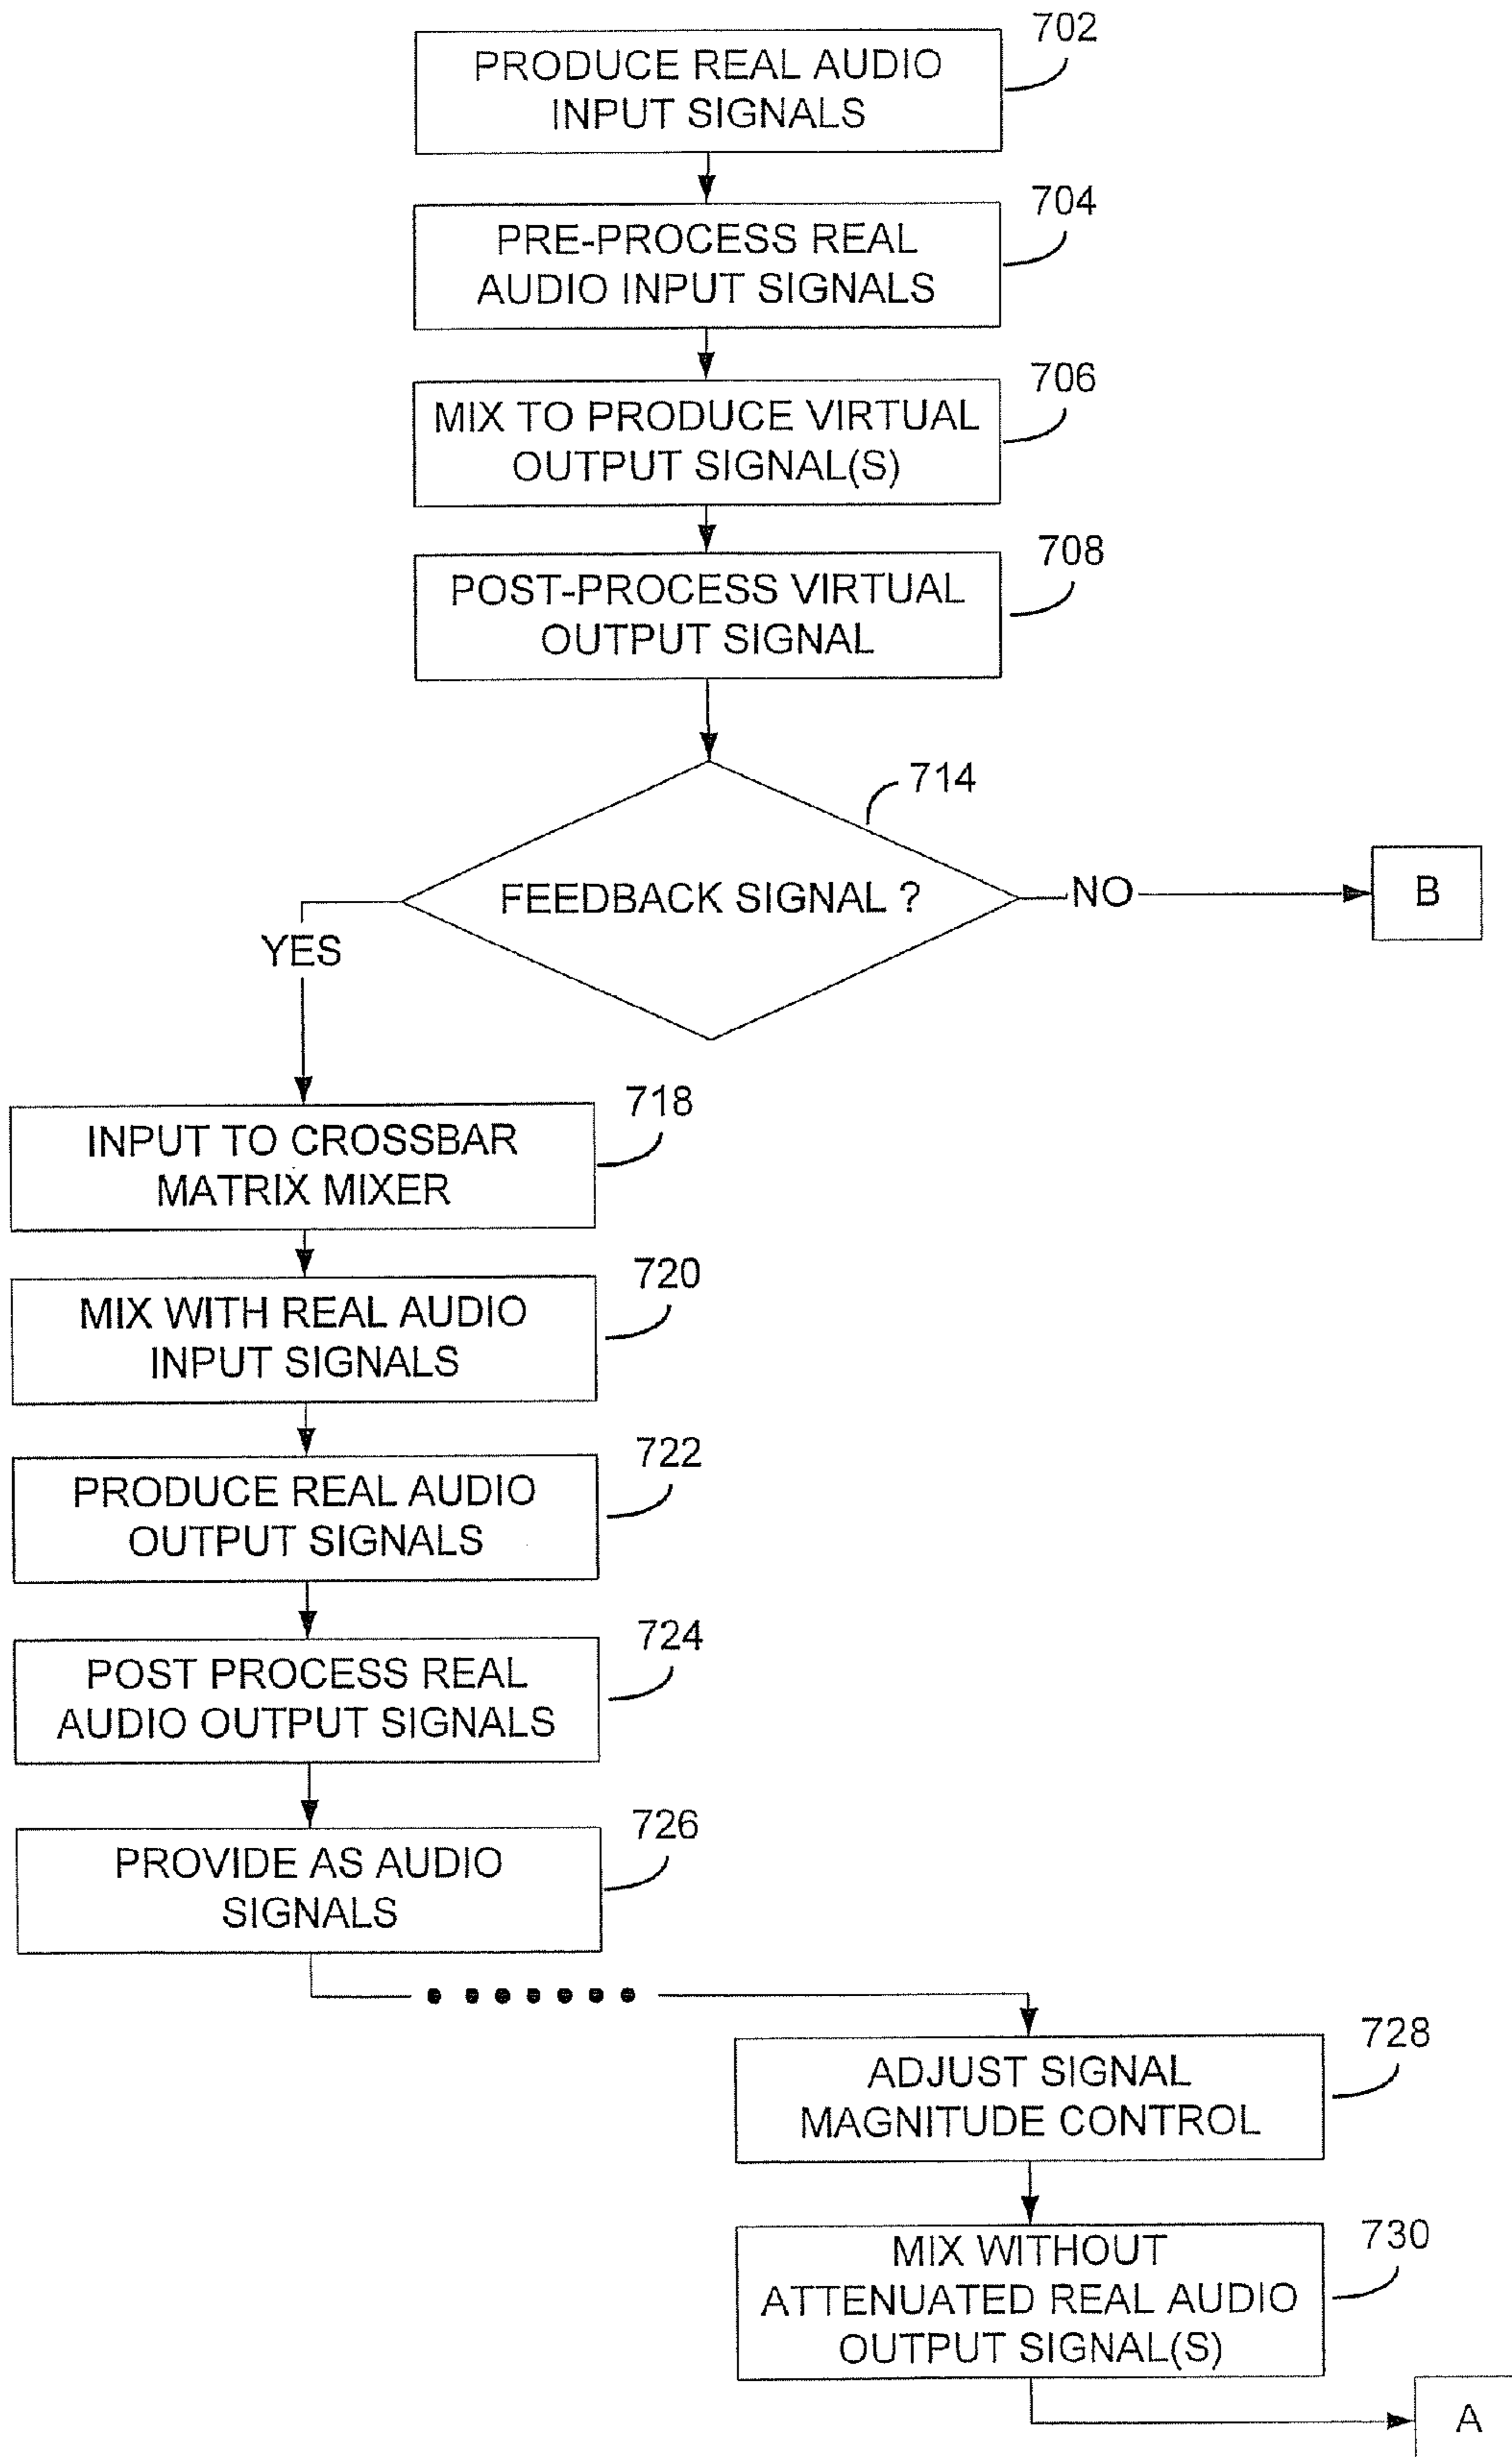 702
PRODUCE REAL AUDIO
INPUT SIGNALS
704
PRE-PROCESS REAL
AUDIO INPUT SIGNALS
706
MIX TO PRODUCE VIRTUAL
OUTPUT SIGNAL(S)
708
POST-PROCESS VIRTUAL
OUTPUT SIGNAL
714
FEEDBACK SIGNAL ?
NO
B
YES
718
INPUT TO CROSSBAR
MATRIX MIXER
720
MIX WITH REAL AUDIO
INPUT SIGNALS
722
PRODUCE REAL AUDIO
OUTPUT SIGNALS
724
POST PROCESS REAL
AUDIO OUTPUT SIGNALS
726
PROVIDE AS AUDIO
SIGNALS
728
ADJUST SIGNAL
MAGNITUDE CONTROL
730
MIX WITHOUT
ATTENUATED REAL AUDIO
OUTPUT SIGNAL(S)
A